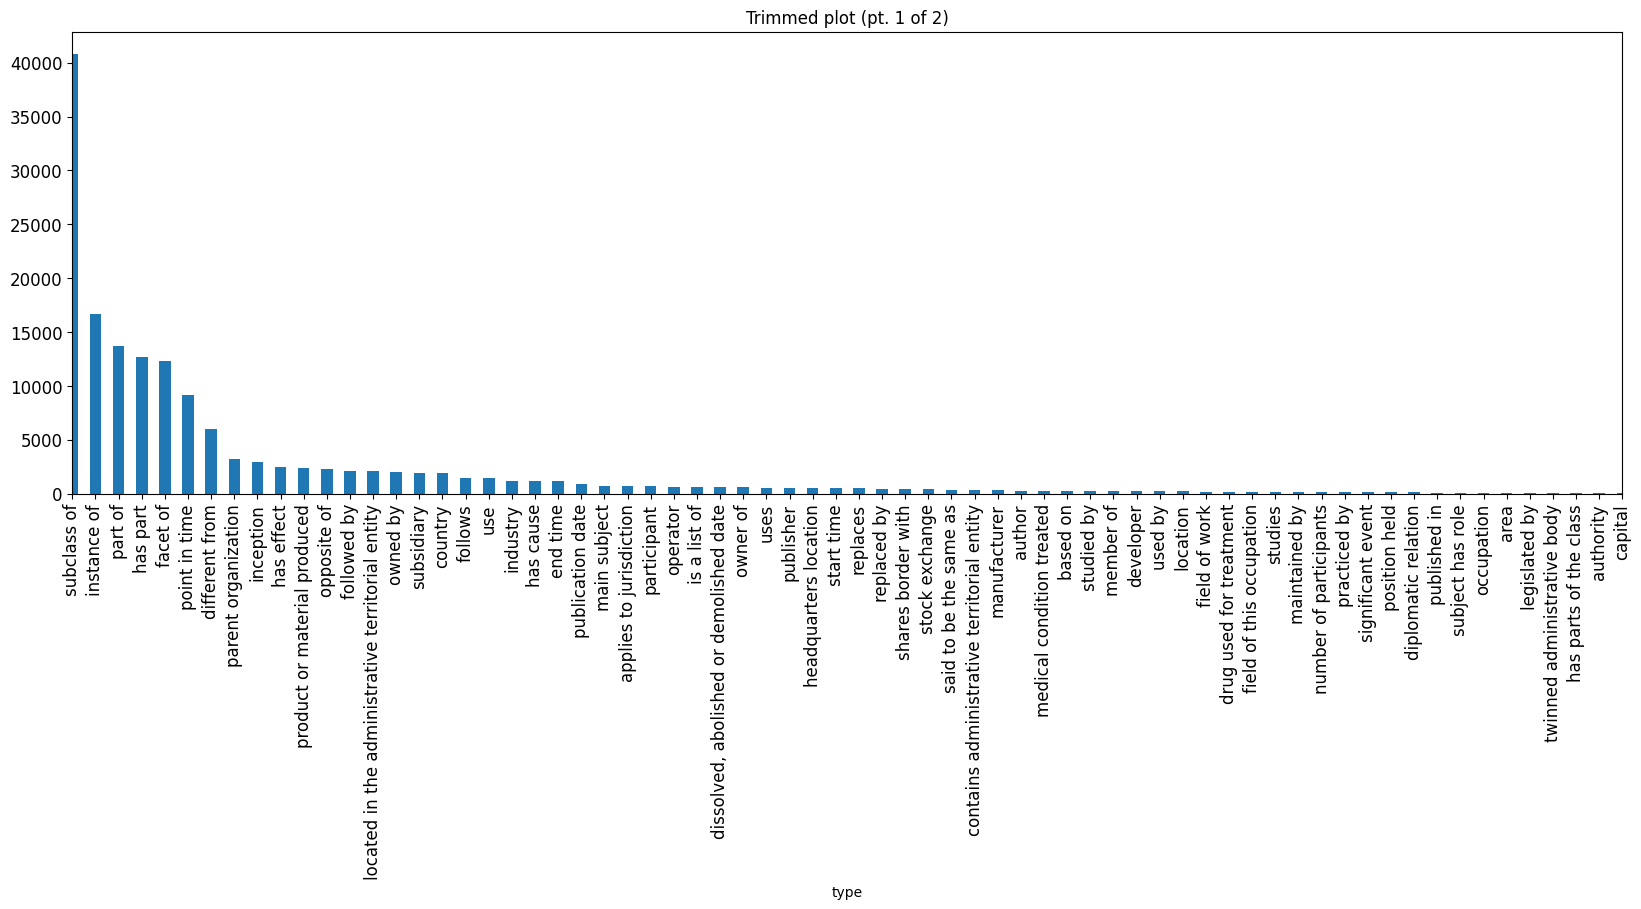 Trimmed plot (pt. 1 of 2)
40000
35000
30000
25000
20000
15000
10000
5000
0
subclass of
instance of
part of
has part
facet of
point in time
different from
parent organization
inception
has effect
product or material produced
opposite of
followed by
located in the administrative territorial entity
owned by
subsidiary
country
follows
use
industry
has cause
end time
publication date
main subject
applies to jurisdiction
participant
operator
is a list of
dissolved, abolished or demolished date
owner of
uses
publisher
headquarters location
start time
replaces
replaced by
shares border with
stock exchange
said to be the same as
contains administrative territorial entity
manufacturer
author
medical condition treated
based on
studied by
member of
developer
used by
location
field of work
drug used for treatment
field of this occupation
studies
maintained by
number of participants
practiced by
significant event
position held
diplomatic relation
published in
subject has role
occupation
area
legislated by
twinned administrative body
has parts of the class
authority
capital
type